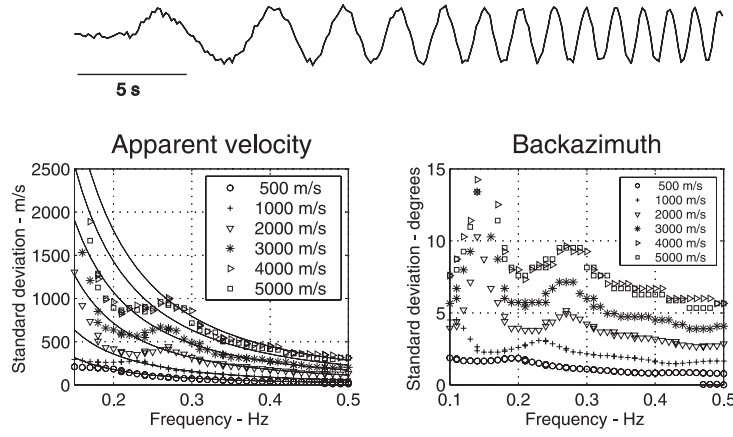 5 s
Apparent velocity
Standard deviation - m/s
2500
2000
1500
1000
500
0
500 m/s
1000 m/s
2000 m/s
3000 m/s
4000 m/s
5000 m/s
0.2
0.3
0.4
0.5
Frequency - Hz
Backazimuth
Standard deviation - degrees
15
10
5
0
500 m/s
1000 m/s
2000 m/s
3000 m/s
4000 m/s
5000 m/s
0.1
0.2
0.3
0.4
0.5
Frequency - Hz